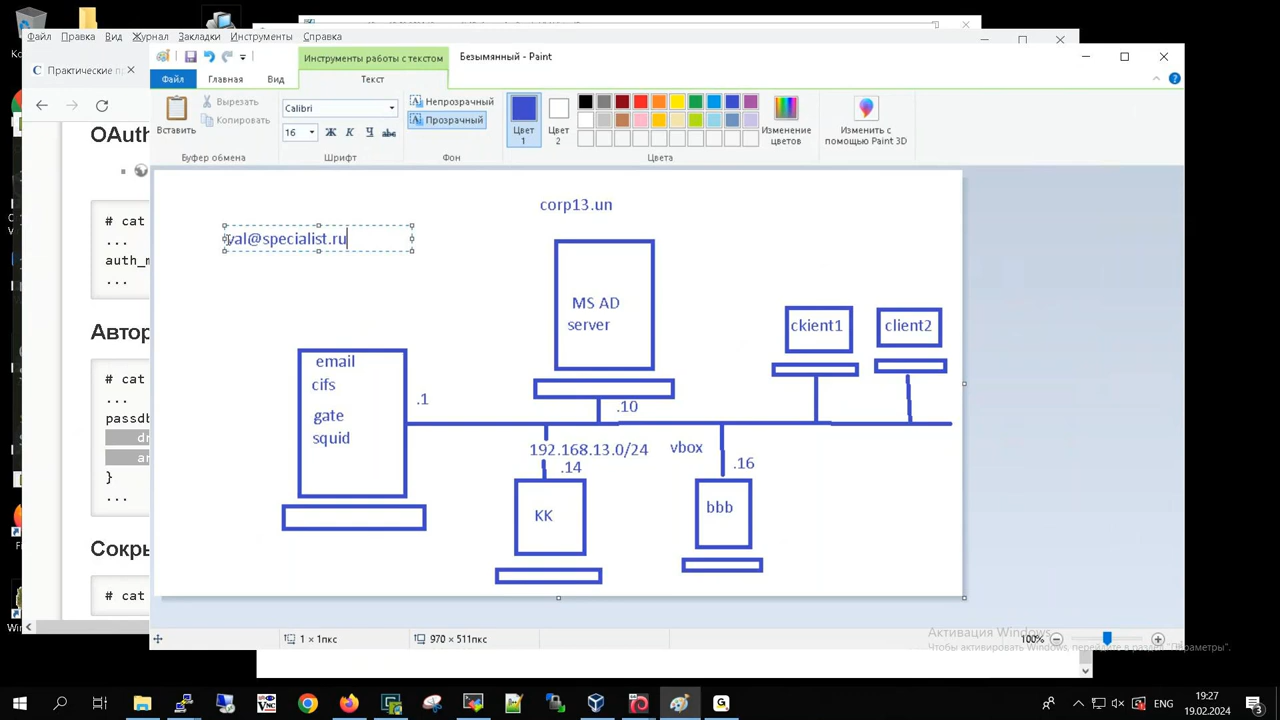 Файл Правка Вид Журнал Закладки Инструменты Справка
Инструменты работы с текстом Безымянный - Paint
Практические п
Файл Главная Вид Текст
Вставить Вырезать Копировать
Calibri
16
Ж К Ч abc
Непрозрачный
Прозрачный
Цвет 1
Цвет 2
Изменение цветов
Изменить с помощью Paint 3D
Буфер обмена Шрифт Фон Цвета
OAuth
# cat
...
auth_m
...
Автор
# cat
...
passdb
dr
ar
}
...
Сокры
# cat
corp13.un
val@specialist.ru
MS AD
server
ckient1 client2
email
cifs
gate
squid
.1
.10
192.168.13.0/24 vbox
.14 .16
KK
bbb
1 × 1пкс 970 × 511пкс 100%
Активация Windows
Чтобы активировать Windows, перейдите в раздел "Параметры".
ENG 19:27
19.02.2024
3